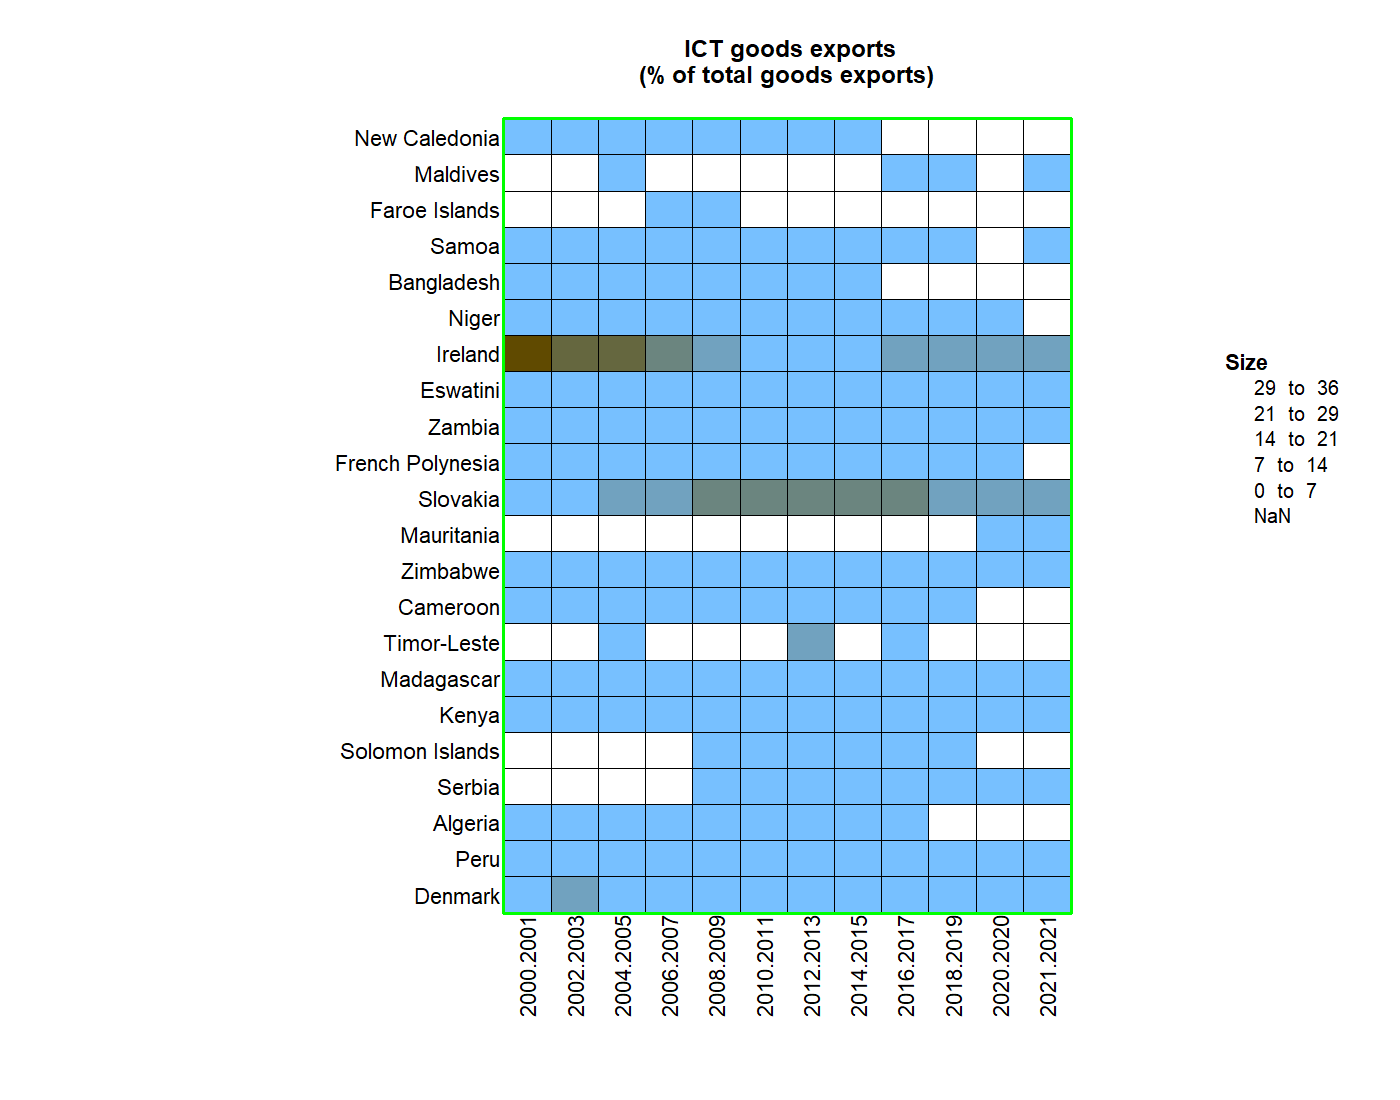 ICT goods exports
(% of total goods exports)
New Caledonia
Maldives
Faroe Islands
Samoa
Bangladesh
Niger
Ireland
Eswatini
Zambia
French Polynesia
Slovakia
Mauritania
Zimbabwe
Cameroon
Timor-Leste
Madagascar
Kenya
Solomon Islands
Serbia
Algeria
Peru
Denmark
2000.2001
2002.2003
2004.2005
2006.2007
2008.2009
2010.2011
2012.2013
2014.2015
2016.2017
2018.2019
2020.2020
2021.2021
Size
29 to 36
21 to 29
14 to 21
7 to 14
0 to 7
NaN